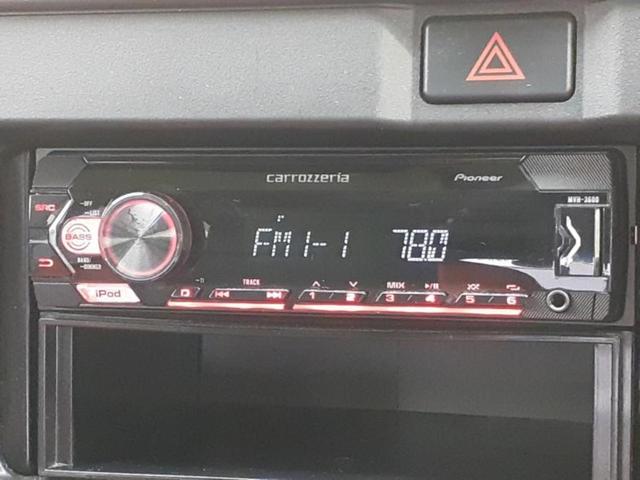 carrozzeria
Pioneer
MVH-3600
SRC
OFF
LIST
BASS
BAND/
DIMMER
iPod
P
FM1-1 78.0
TRACK
MIX
D
1 2 3 4 5 6